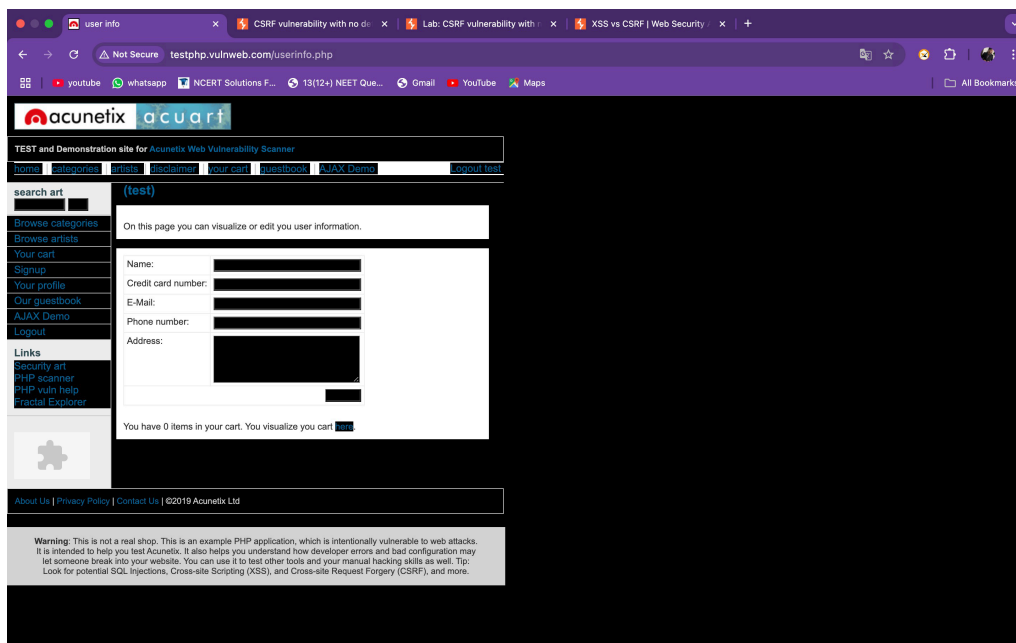 user info
CSRF vulnerability with no de
Lab: CSRF vulnerability with
XSS vs CSRF | Web Security
Not Secure testphp.vulnweb.com/userinfo.php
youtube whatsapp NCERT Solutions F... 13(12+) NEET Que... Gmail YouTube Maps All Bookmarks
acunetix acuart
TEST and Demonstration site for Acunetix Web Vulnerability Scanner
home | categories | artists | disclaimer | your cart | guestbook | AJAX Demo Logout test
search art
Browse categories
Browse artists
Your cart
Signup
Your profile
Our guestbook
AJAX Demo
Logout
Links
Security art
PHP scanner
PHP vuln help
Fractal Explorer
(test)
On this page you can visualize or edit you user information.
Name:
Credit card number:
E-Mail:
Phone number:
Address:
You have 0 items in your cart. You visualize you cart here.
About Us | Privacy Policy | Contact Us | ©2019 Acunetix Ltd
Warning: This is not a real shop. This is an example PHP application, which is intentionally vulnerable to web attacks.
It is intended to help you test Acunetix. It also helps you understand how developer errors and bad configuration may
let someone break into your website. You can use it to test other tools and your manual hacking skills as well. Tip:
Look for potential SQL Injections, Cross-site Scripting (XSS), and Cross-site Request Forgery (CSRF), and more.